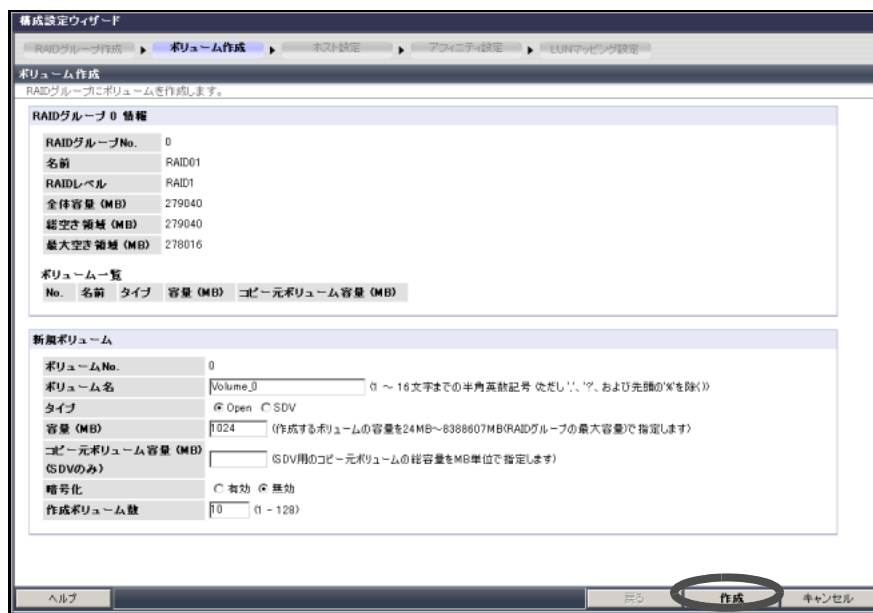 構成設定ウィザード
RAIDグループ作成 ボリューム作成 ホスト設定 アフィニティ設定 LUNマッピング設定
ボリューム作成
RAIDグループにボリュームを作成します。
RAIDグループ 0 情報
RAIDグループNo. 0
名前 RAID01
RAIDレベル RAID1
全体容量 (MB) 279040
総空き領域 (MB) 279040
最大空き領域 (MB) 278016
ボリューム一覧
No. 名前 タイプ 容量 (MB) コピー元ボリューム容量 (MB)
新規ボリューム
ボリュームNo. 0
ボリューム名 Volume_0 (1 ～ 16文字までの半角英数記号 (ただし ','、'?'、および先頭の'%'を除く))
タイプ Open SDV
容量 (MB) 1024 (作成するボリュームの容量を24MB～8388607MB(RAIDグループの最大容量)で指定します)
コピー元ボリューム容量 (MB)
(SDVのみ) (SDV用のコピー元ボリュームの総容量をMB単位で指定します)
暗号化 有効 無効
作成ボリューム数 10 (1 - 128)
ヘルプ 戻る 作成 キャンセル